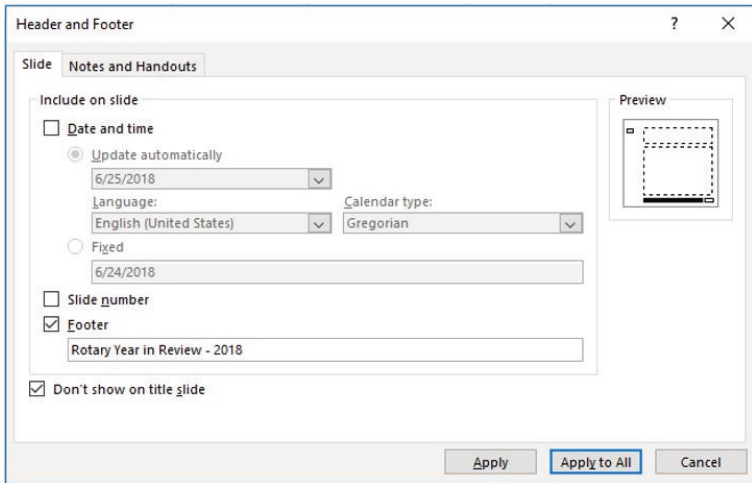 Header and Footer ? ×
Slide Notes and Handouts
Include on slide
Preview
Date and time
Update automatically
6/25/2018
Language: Calendar type:
English (United States) Gregorian
Fixed
6/24/2018
Slide number
Footer
Rotary Year in Review - 2018
Don't show on title slide
Apply Apply to All Cancel